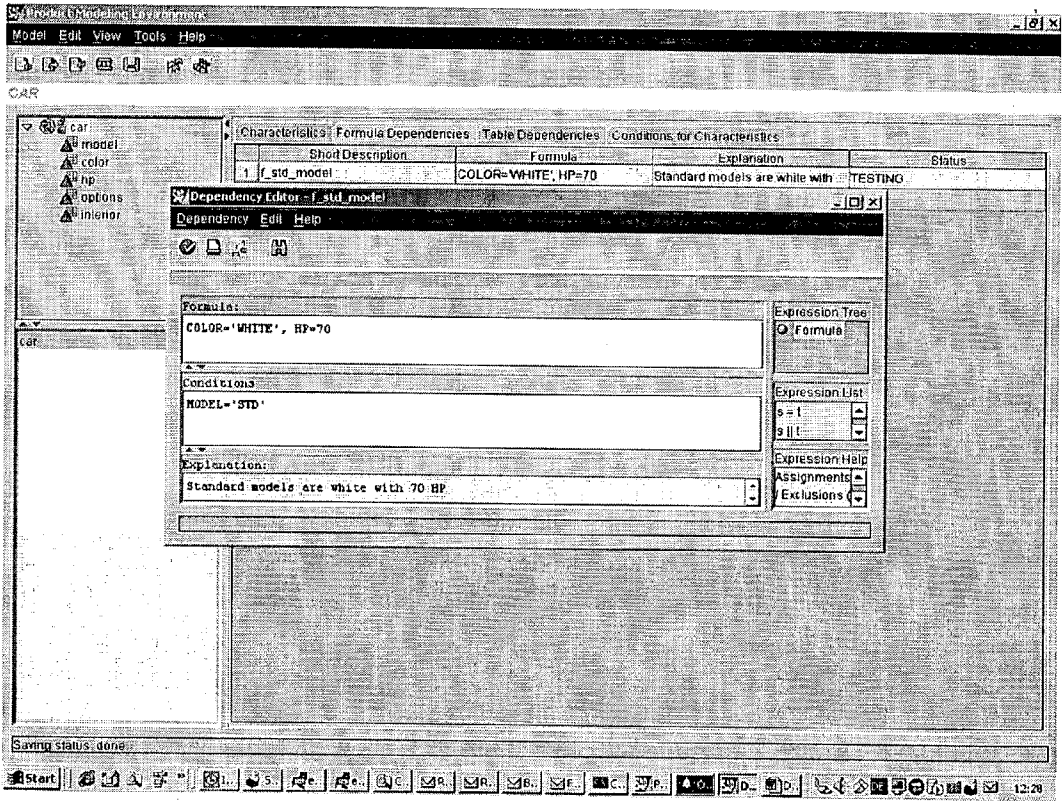 Product Modeling Environment
Model Edit View Tools Help
CAR
car
model
color
hp
options
interior
Characteristics Formula Dependencies Table Dependencies Conditions for Characteristics
Short Description Formula Explanation Status
1 f_std_model COLOR='WHITE', HP=70 Standard models are white with TESTING
Dependency Editor - f_std_model
Dependency Edit Help
Formula:
COLOR='WHITE', HP=70
Conditions
MODEL='STD'
Explanation:
Standard models are white with 70 HP
Expression Tree
Formula
Expression List
s = t
s || t
Expression Help
Assignments
/ Exclusions
car
Saving status: done
Start
12:28